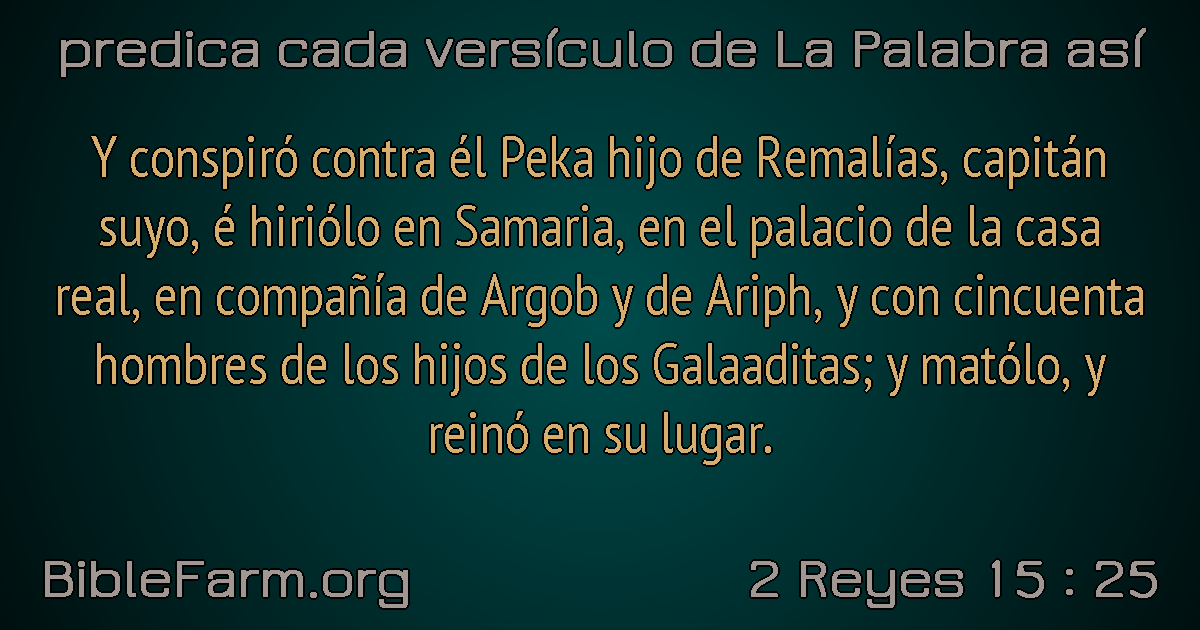 predica cada versículo de La Palabra así
Y conspiró contra él Peka hijo de Remalías, capitán
suyo, é hiriólo en Samaria, en el palacio de la casa
real, en compañía de Argob y de Ariph, y con cincuenta
hombres de los hijos de los Galaaditas; y matólo, y
reinó en su lugar.
BibleFarm.org
2 Reyes 15 : 25